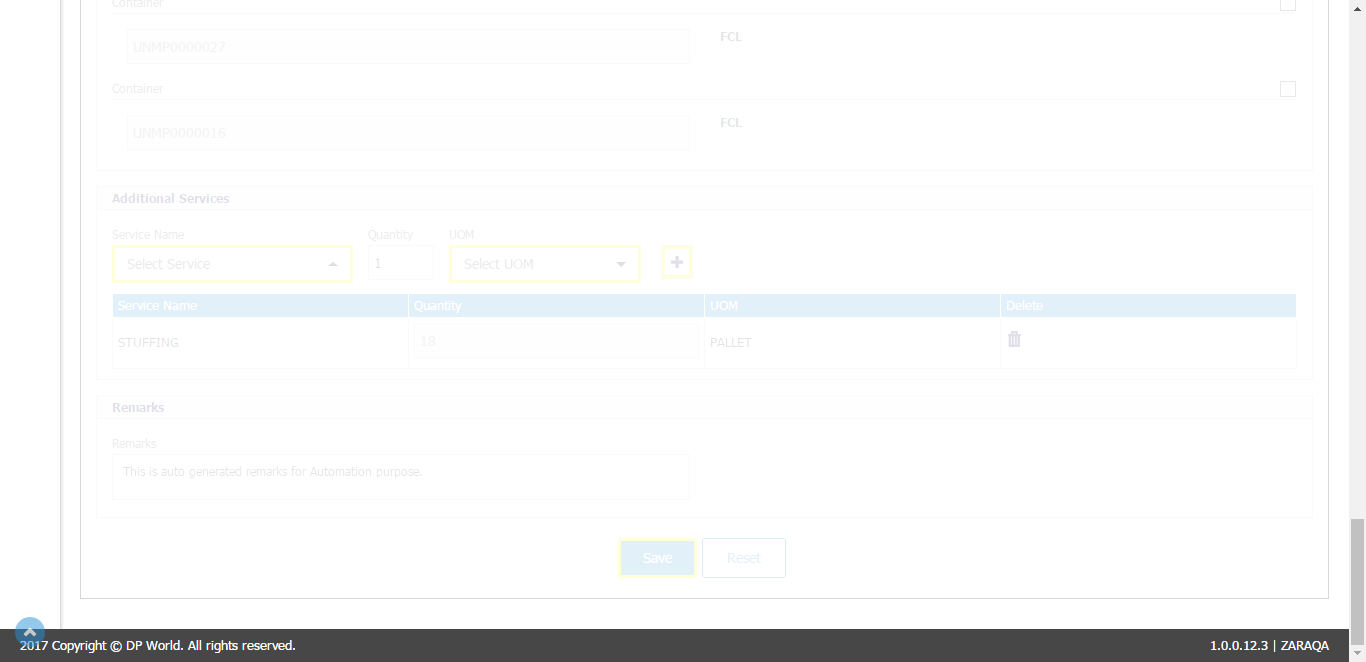 Container
UNMP0000027
FCL
Container
UNMP0000016
FCL
Additional Services
Service Name Quantity UOM
Select Service 1 Select UOM
Service Name Quantity UOM Delete
STUFFING 18 PALLET
Remarks
Remarks
This is auto generated remarks for Automation purpose.
Save Reset
2017 Copyright © DP World. All rights reserved. 1.0.0.12.3 | ZARAQA